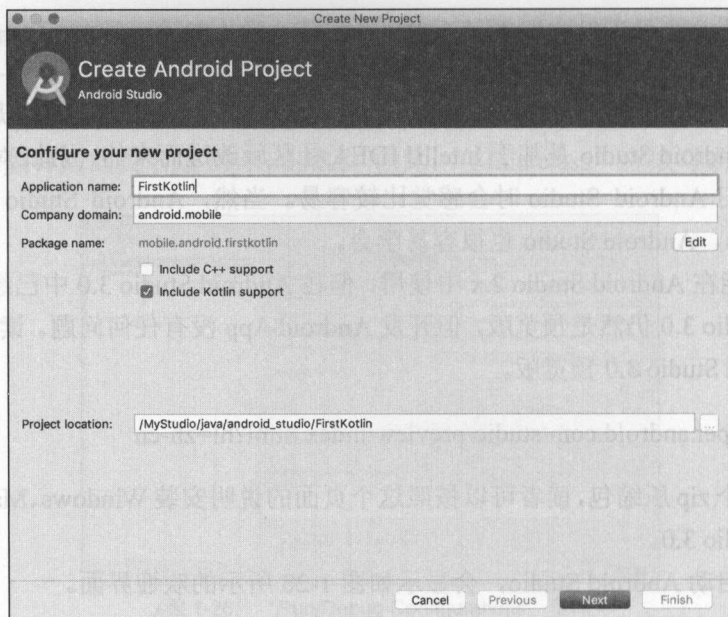 Create New Project
Create Android Project
Android Studio
Configure your new project
Application name: FirstKotlin
Company domain: android.mobile
Package name: mobile.android.firstkotlin Edit
Include C++ support
Include Kotlin support
Project location: /MyStudio/java/android_studio/FirstKotlin ...
Cancel Previous Next Finish